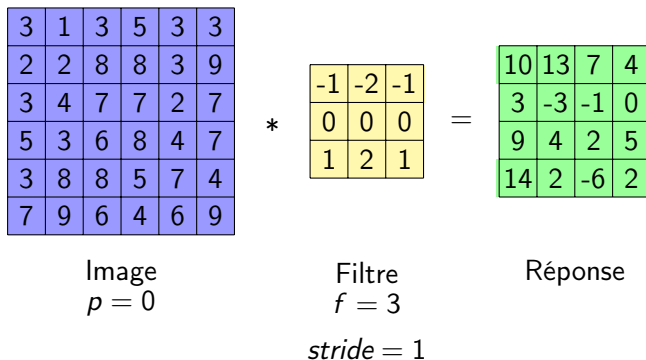 3 1 3 5 3 3
2 2 8 8 3 9
3 4 7 7 2 7
5 3 6 8 4 7
3 8 8 5 7 4
7 9 6 4 6 9
*
-1 -2 -1
0 0 0
1 2 1
=
10 13 7 4
3 -3 -1 0
9 4 2 5
14 2 -6 2
Image
p = 0
Filtre
f = 3
stride = 1
Réponse